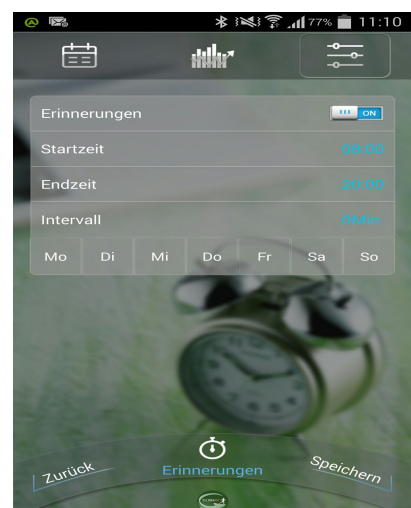 77% 11:10
Erinnerungen ON
Startzeit 08:00
Endzeit 20:00
Intervall 0Min
Mo Di Mi Do Fr Sa So
Zurück Erinnerungen Speichern